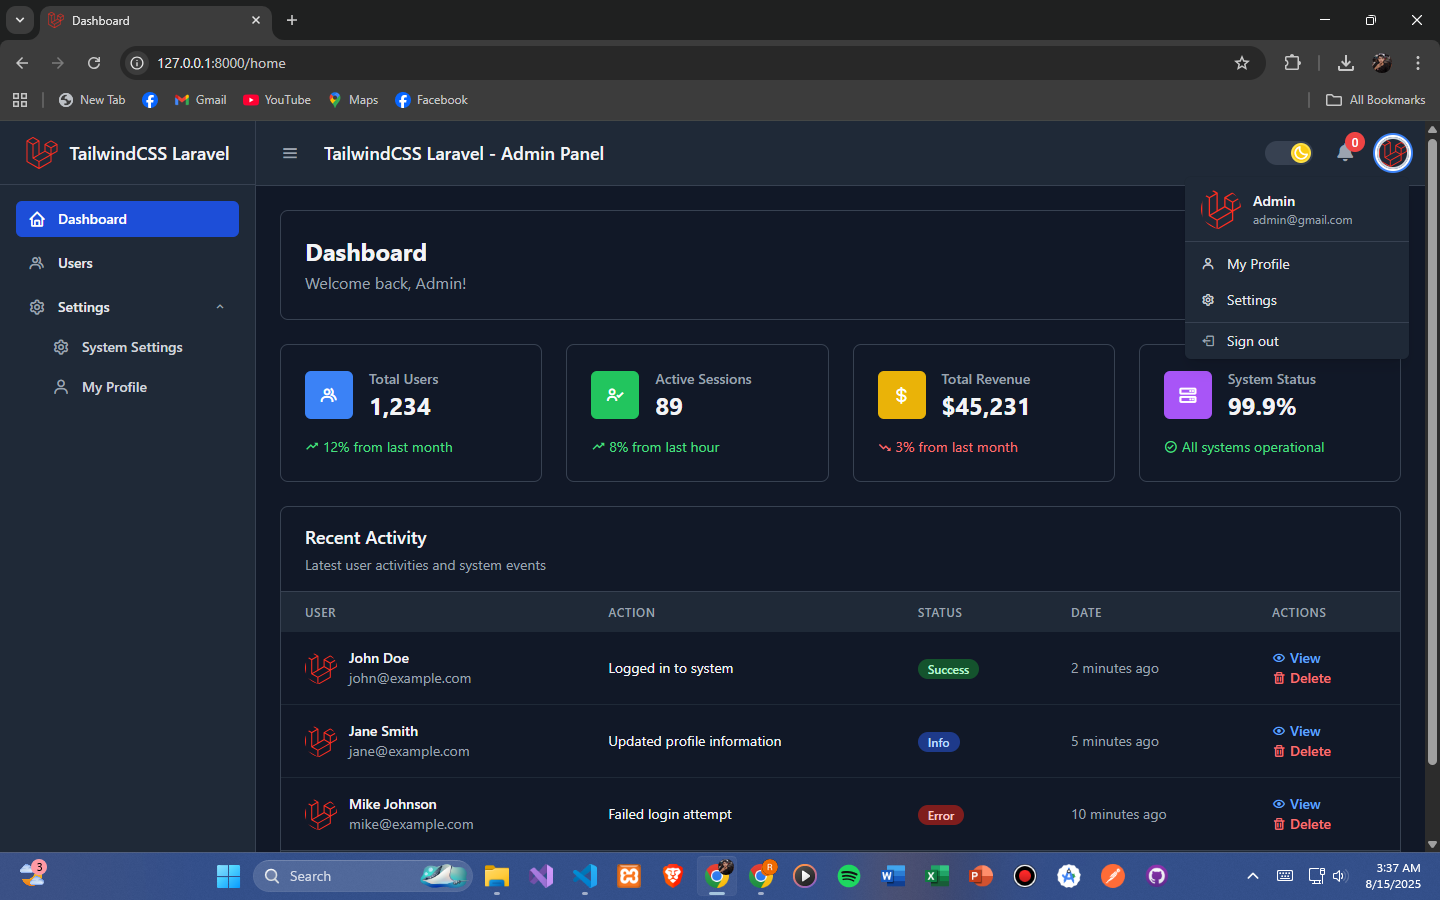 Dashboard
127.0.0.1:8000/home
New Tab
Gmail
YouTube
Maps
Facebook
All Bookmarks
TailwindCSS Laravel
TailwindCSS Laravel - Admin Panel
0
Admin
admin@gmail.com
My Profile
Settings
Sign out
Dashboard
Users
Settings
System Settings
My Profile
Dashboard
Welcome back, Admin!
Total Users
1,234
12% from last month
Active Sessions
89
8% from last hour
Total Revenue
$45,231
3% from last month
System Status
99.9%
All systems operational
Recent Activity
Latest user activities and system events
USER ACTION STATUS DATE ACTIONS
John Doe
john@example.com
Logged in to system
Success
2 minutes ago
View
Delete
Jane Smith
jane@example.com
Updated profile information
Info
5 minutes ago
View
Delete
Mike Johnson
mike@example.com
Failed login attempt
Error
10 minutes ago
View
Delete
3
Search
R
3:37 AM
8/15/2025